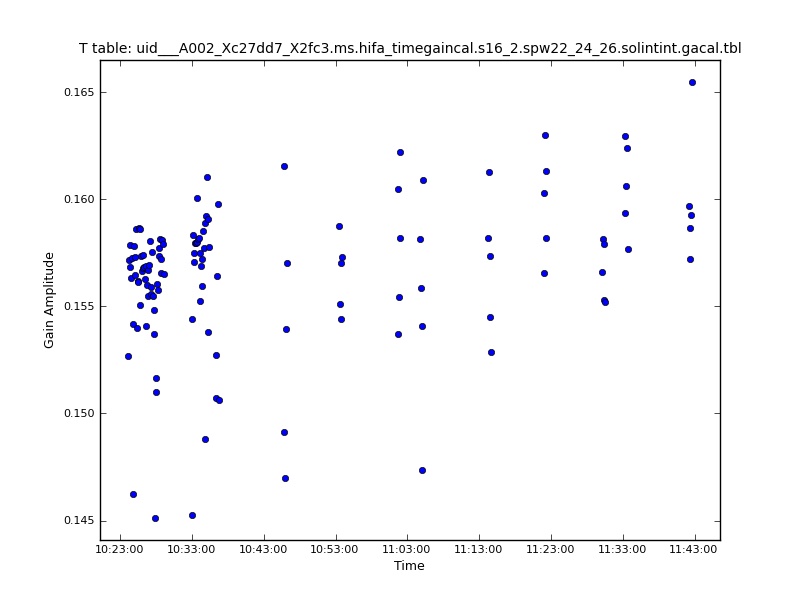 T table: uid___A002_Xc27dd7_X2fc3.ms.hifa_timegaincal.s16_2.spw22_24_26.solintint.gacal.tbl
0.165
0.160
0.155
0.150
0.145
Gain Amplitude
10:23:00 10:33:00 10:43:00 10:53:00 11:03:00 11:13:00 11:23:00 11:33:00 11:43:00
Time